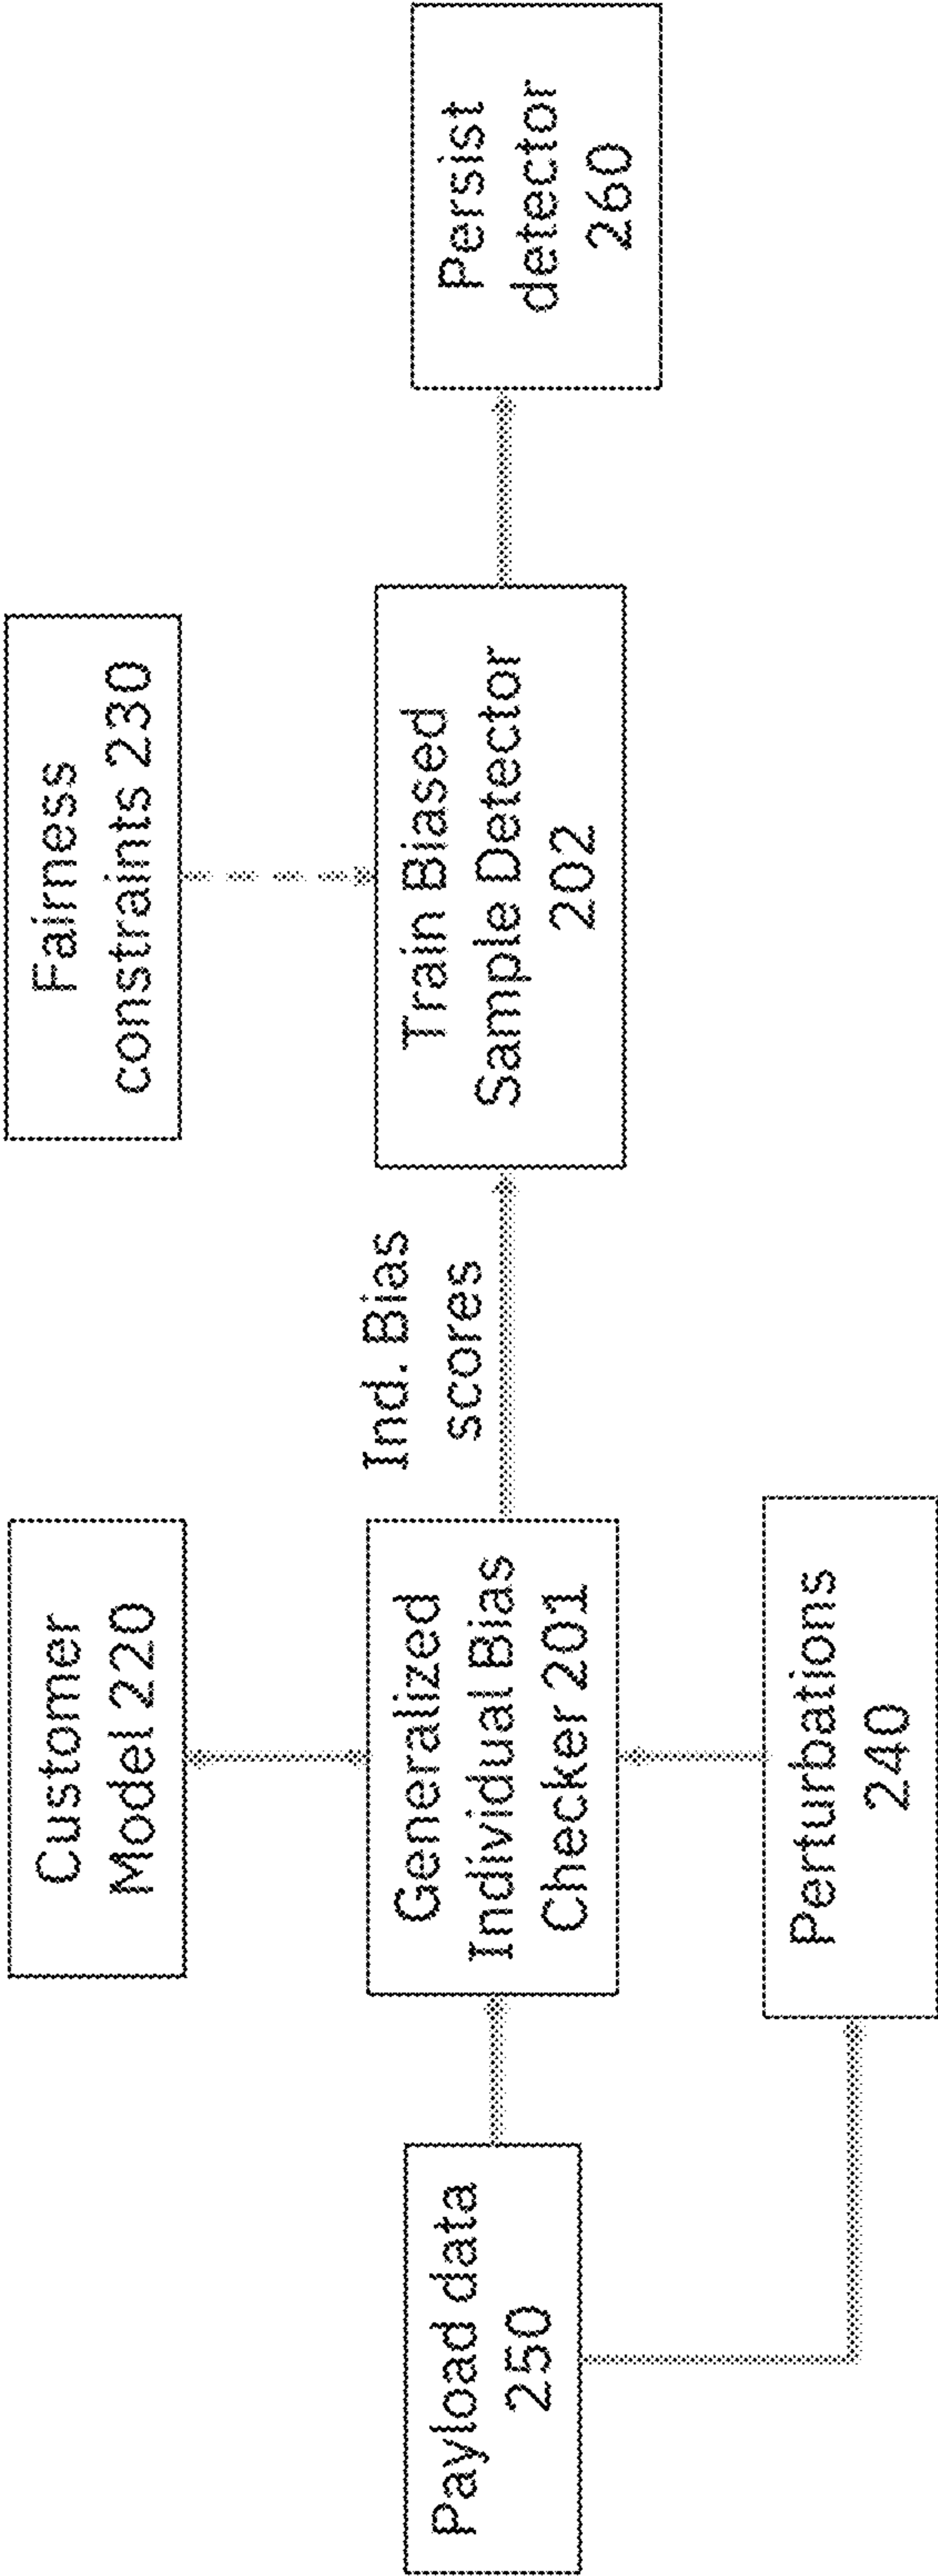 Customer
Model 220
Fairness
constraints 230
Payload data
250
Generalized
Individual Bias
Checker 201
Ind. Bias
scores
Train Biased
Sample Detector
202
Persist
detector
260
Perturbations
240